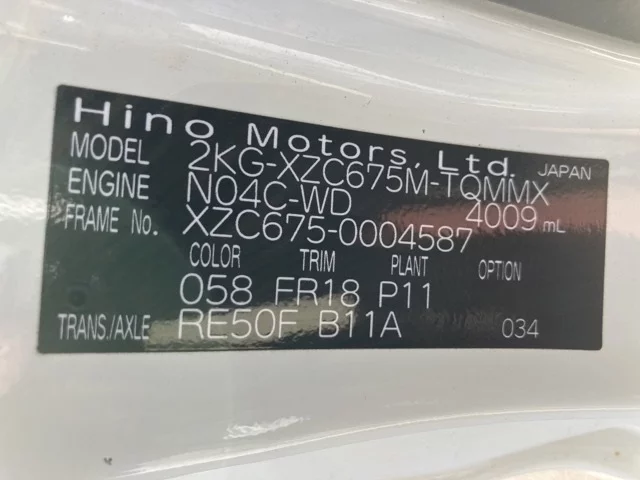 Hino Motors, Ltd. JAPAN
MODEL 2KG-XZC675M-TQMMX
ENGINE N04C-WD 4009 mL
FRAME No. XZC675-0004587
COLOR TRIM PLANT OPTION
058 FR18 P11
TRANS./AXLE RE50F B11A 034